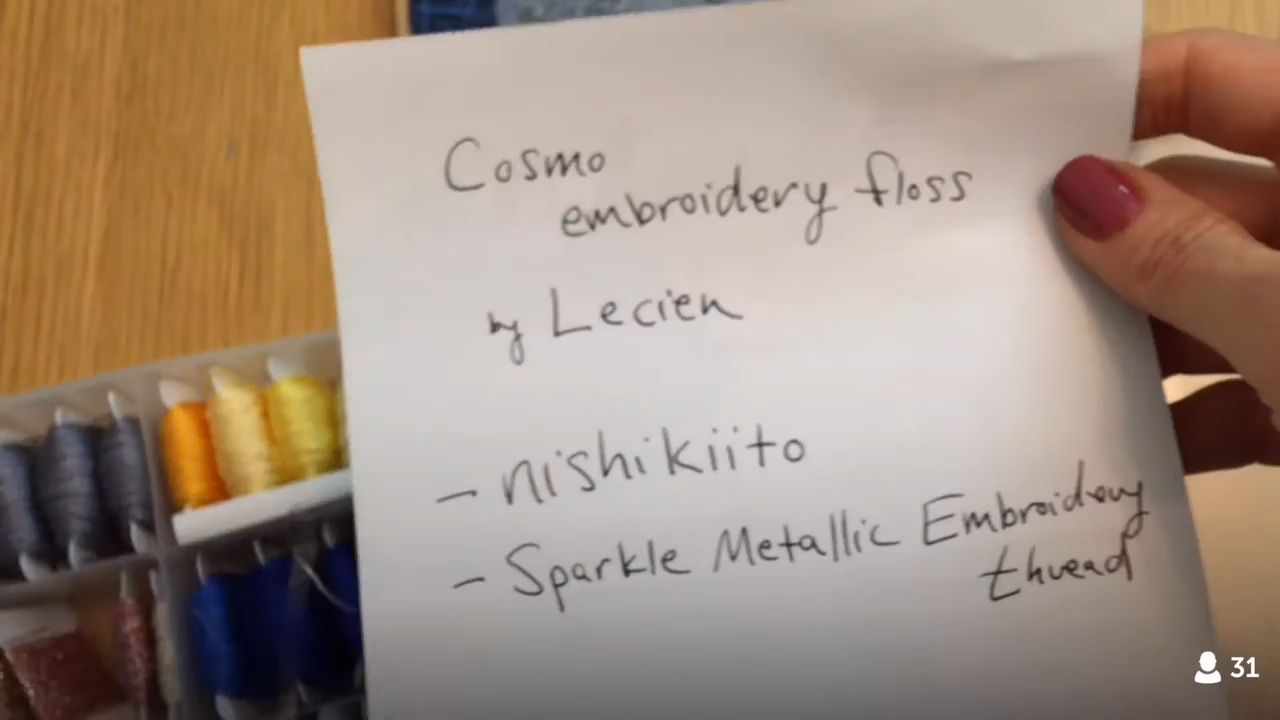 Cosmo
embroidery floss
by Lecien
- nishikiito
- Sparkle Metallic Embroidery
thread
31